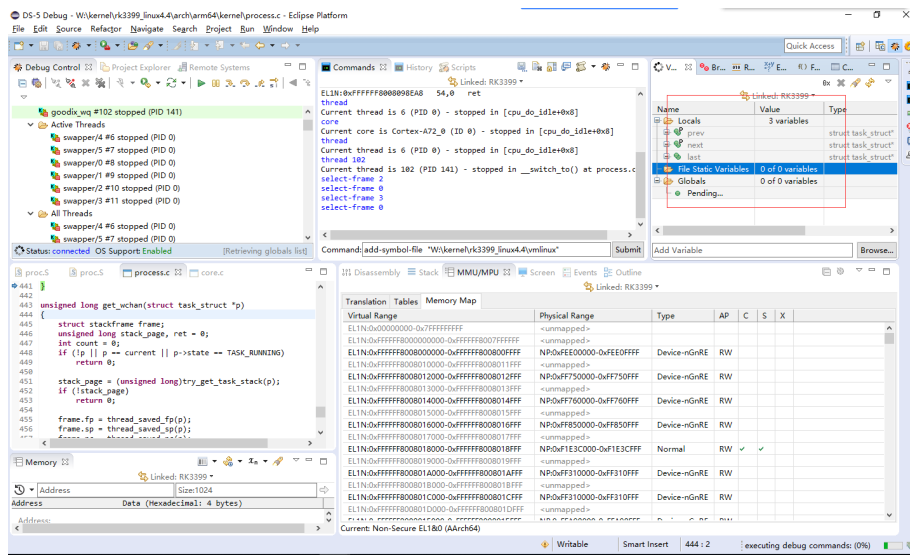 DS-5 Debug - W:\kernel\rk3399_linux4.4\arch\arm64\kernel\process.c - Eclipse Platform
File Edit Source Refactor Navigate Search Project Run Window Help
Quick Access
Debug Control Project Explorer Remote Systems
goodix_wq #102 stopped (PID 141)
Active Threads
swapper/4 #6 stopped (PID 0)
swapper/5 #7 stopped (PID 0)
swapper/0 #8 stopped (PID 0)
swapper/1 #9 stopped (PID 0)
swapper/2 #10 stopped (PID 0)
swapper/3 #11 stopped (PID 0)
All Threads
swapper/4 #6 stopped (PID 0)
swapper/5 #7 stopped (PID 0)
Status: connected OS Support: Enabled [Retrieving globals list]
Commands History Scripts
Linked: RK3399
EL1N:0xFFFFFF8008098EA8 54,0 ret
thread
Current thread is 6 (PID 0) - stopped in [cpu_do_idle+0x8]
core
Current core is Cortex-A72_0 (ID 0) - stopped in [cpu_do_idle+0x8]
thread
Current thread is 6 (PID 0) - stopped in [cpu_do_idle+0x8]
thread 102
Current thread is 102 (PID 141) - stopped in __switch_to() at process.c
select-frame 2
select-frame 0
select-frame 3
select-frame 0
Command: add-symbol-file "W:\kernel\rk3399_linux4.4\vmlinux" Submit
V... Br... R... E... F... C...
Linked: RK3399
Name Value Type
Locals 3 variables
prev struct task_struct*
next struct task_struct*
last struct task_struct*
File Static Variables 0 of 0 variables
Globals 0 of 0 variables
Pending...
Add Variable Browse...
proc.S proc.S process.c core.c
441 }
442
443 unsigned long get_wchan(struct task_struct *p)
444 {
445 struct stackframe frame;
446 unsigned long stack_page, ret = 0;
447 int count = 0;
448 if (!p || p == current || p->state == TASK_RUNNING)
449 return 0;
450
451 stack_page = (unsigned long)try_get_task_stack(p);
452 if (!stack_page)
453 return 0;
454
455 frame.fp = thread_saved_fp(p);
456 frame.sp = thread_saved_sp(p);
Memory
Linked: RK3399
Address Size:1024
Address Data (Hexadecimal: 4 bytes)
Address:
Disassembly Stack MMU/MPU Screen Events Outline
Linked: RK3399
Translation Tables Memory Map
Virtual Range Physical Range Type AP C S X
EL1N:0x00000000-0x7FFFFFFFFF <unmapped>
EL1N:0xFFFFFF8000000000-0xFFFFFF8007FFFFFF <unmapped>
EL1N:0xFFFFFF8008000000-0xFFFFFF800800FFFF NP:0xFEE00000-0xFEE0FFFF Device-nGnRE RW
EL1N:0xFFFFFF8008010000-0xFFFFFF8008011FFF <unmapped>
EL1N:0xFFFFFF8008012000-0xFFFFFF8008012FFF NP:0xFF750000-0xFF750FFF Device-nGnRE RW
EL1N:0xFFFFFF8008013000-0xFFFFFF8008013FFF <unmapped>
EL1N:0xFFFFFF8008014000-0xFFFFFF8008014FFF NP:0xFF760000-0xFF760FFF Device-nGnRE RW
EL1N:0xFFFFFF8008015000-0xFFFFFF8008015FFF <unmapped>
EL1N:0xFFFFFF8008016000-0xFFFFFF8008016FFF NP:0xFF850000-0xFF850FFF Device-nGnRE RW
EL1N:0xFFFFFF8008017000-0xFFFFFF8008017FFF <unmapped>
EL1N:0xFFFFFF8008018000-0xFFFFFF8008018FFF NP:0xF1E3C000-0xF1E3CFFF Normal RW ✓ ✓
EL1N:0xFFFFFF8008019000-0xFFFFFF8008019FFF <unmapped>
EL1N:0xFFFFFF800801A000-0xFFFFFF800801AFFF NP:0xFF310000-0xFF310FFF Device-nGnRE RW
EL1N:0xFFFFFF800801B000-0xFFFFFF800801BFFF <unmapped>
EL1N:0xFFFFFF800801C000-0xFFFFFF800801CFFF NP:0xFF310000-0xFF310FFF Device-nGnRE RW
EL1N:0xFFFFFF800801D000-0xFFFFFF800801DFFF <unmapped>
Current: Non-Secure EL1&0 (AArch64)
Writable Smart Insert 444 : 2 executing debug commands: (0%)